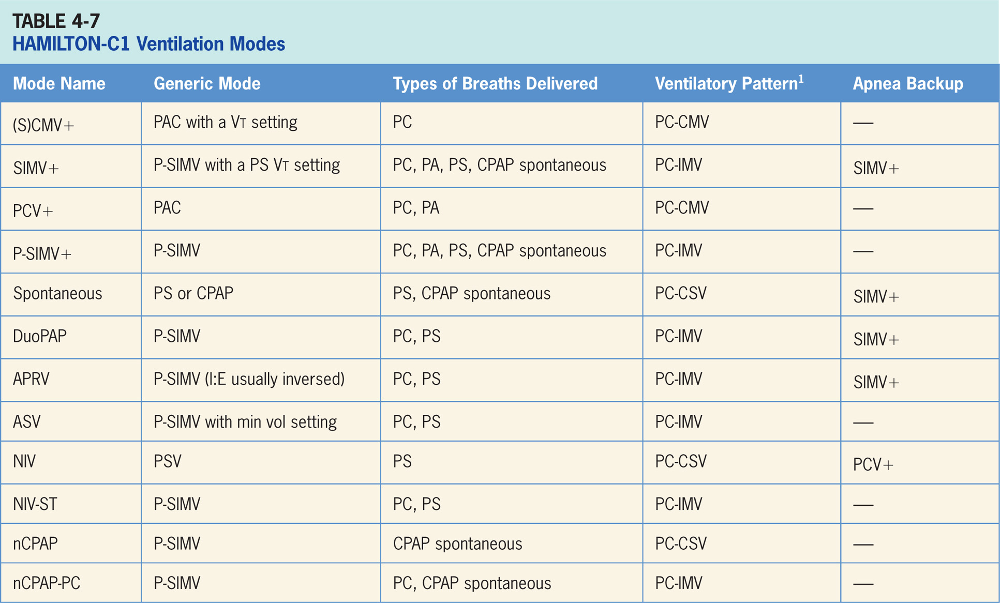 TABLE 4-7
HAMILTON-C1 Ventilation Modes
Mode Name Generic Mode Types of Breaths Delivered Ventilatory Pattern1 Apnea Backup
(S)CMV+ PAC with a VT setting PC PC-CMV —
SIMV+ P-SIMV with a PS VT setting PC, PA, PS, CPAP spontaneous PC-IMV SIMV+
PCV+ PAC PC, PA PC-CMV —
P-SIMV+ P-SIMV PC, PA, PS, CPAP spontaneous PC-IMV —
Spontaneous PS or CPAP PS, CPAP spontaneous PC-CSV SIMV+
DuoPAP P-SIMV PC, PS PC-IMV SIMV+
APRV P-SIMV (I:E usually inversed) PC, PS PC-IMV SIMV+
ASV P-SIMV with min vol setting PC, PS PC-IMV —
NIV PSV PS PC-CSV PCV+
NIV-ST P-SIMV PC, PS PC-IMV —
nCPAP P-SIMV CPAP spontaneous PC-CSV —
nCPAP-PC P-SIMV PC, CPAP spontaneous PC-IMV —